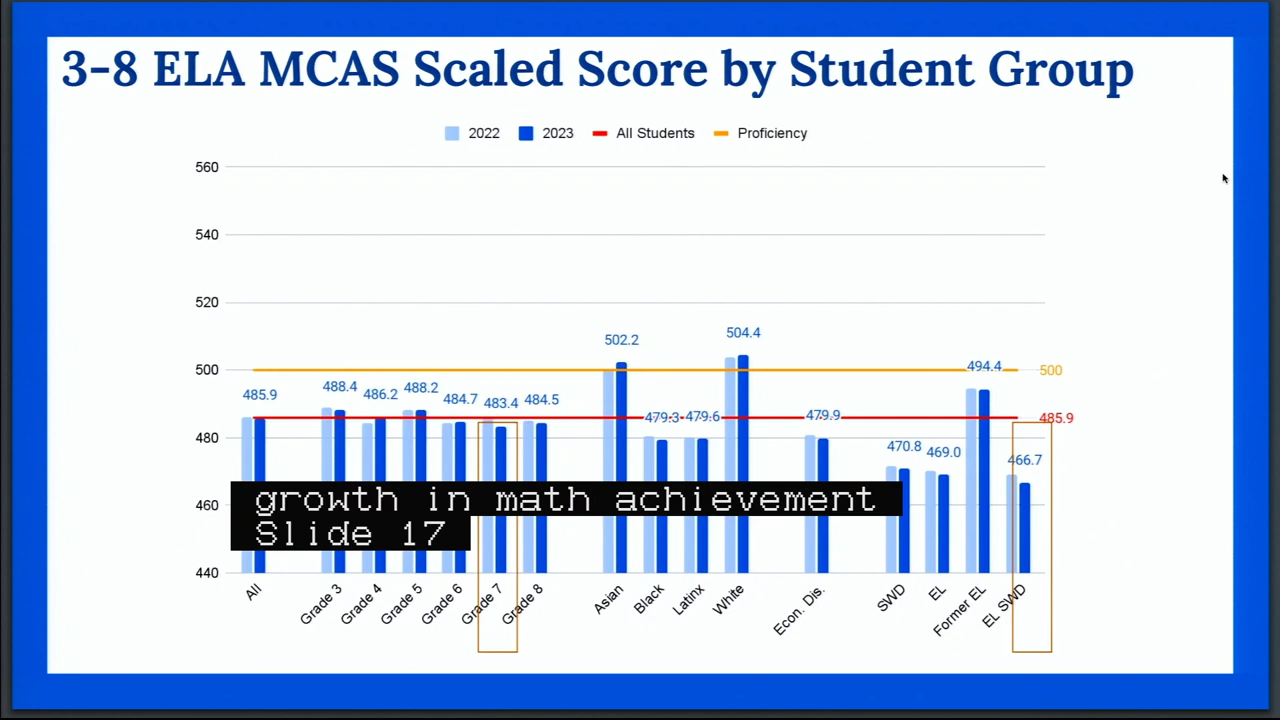 3-8 ELA MCAS Scaled Score by Student Group
2022 2023 All Students Proficiency
560
540
520
500
480
460
440
485.9 488.4 486.2 488.2 484.7 483.4 484.5 502.2 479.3 479.6 504.4 479.9 470.8 469.0 494.4 466.7
500
485.9
growth in math achievement
Slide 17
All Grade 3 Grade 4 Grade 5 Grade 6 Grade 7 Grade 8 Asian Black Latinx White Econ. Dis. SWD EL Former EL EL SWD